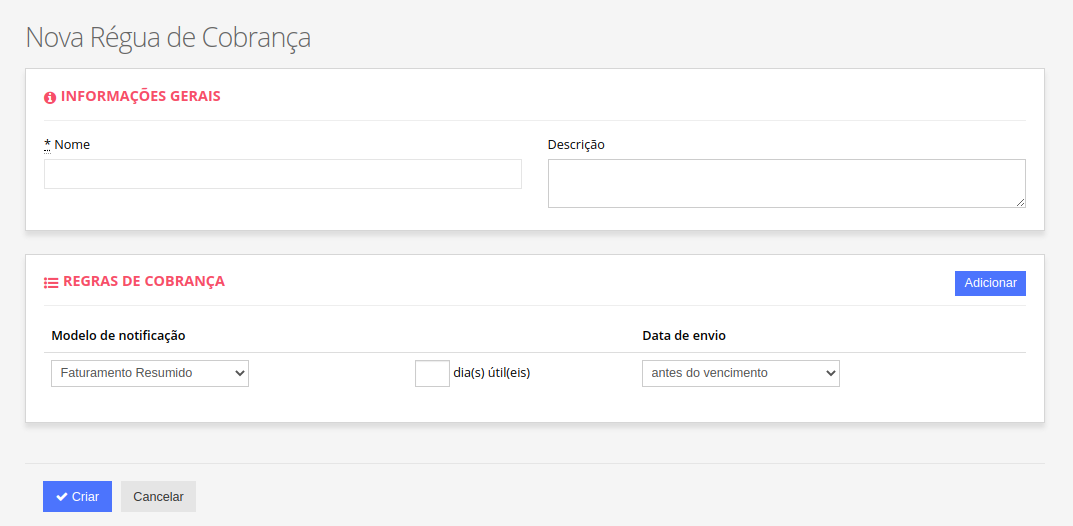 Nova Régua de Cobrança
INFORMAÇÕES GERAIS
* Nome
Descrição
REGRAS DE COBRANÇA
Adicionar
Modelo de notificação
Data de envio
Faturamento Resumido
dia(s) útil(eis)
antes do vencimento
Criar
Cancelar